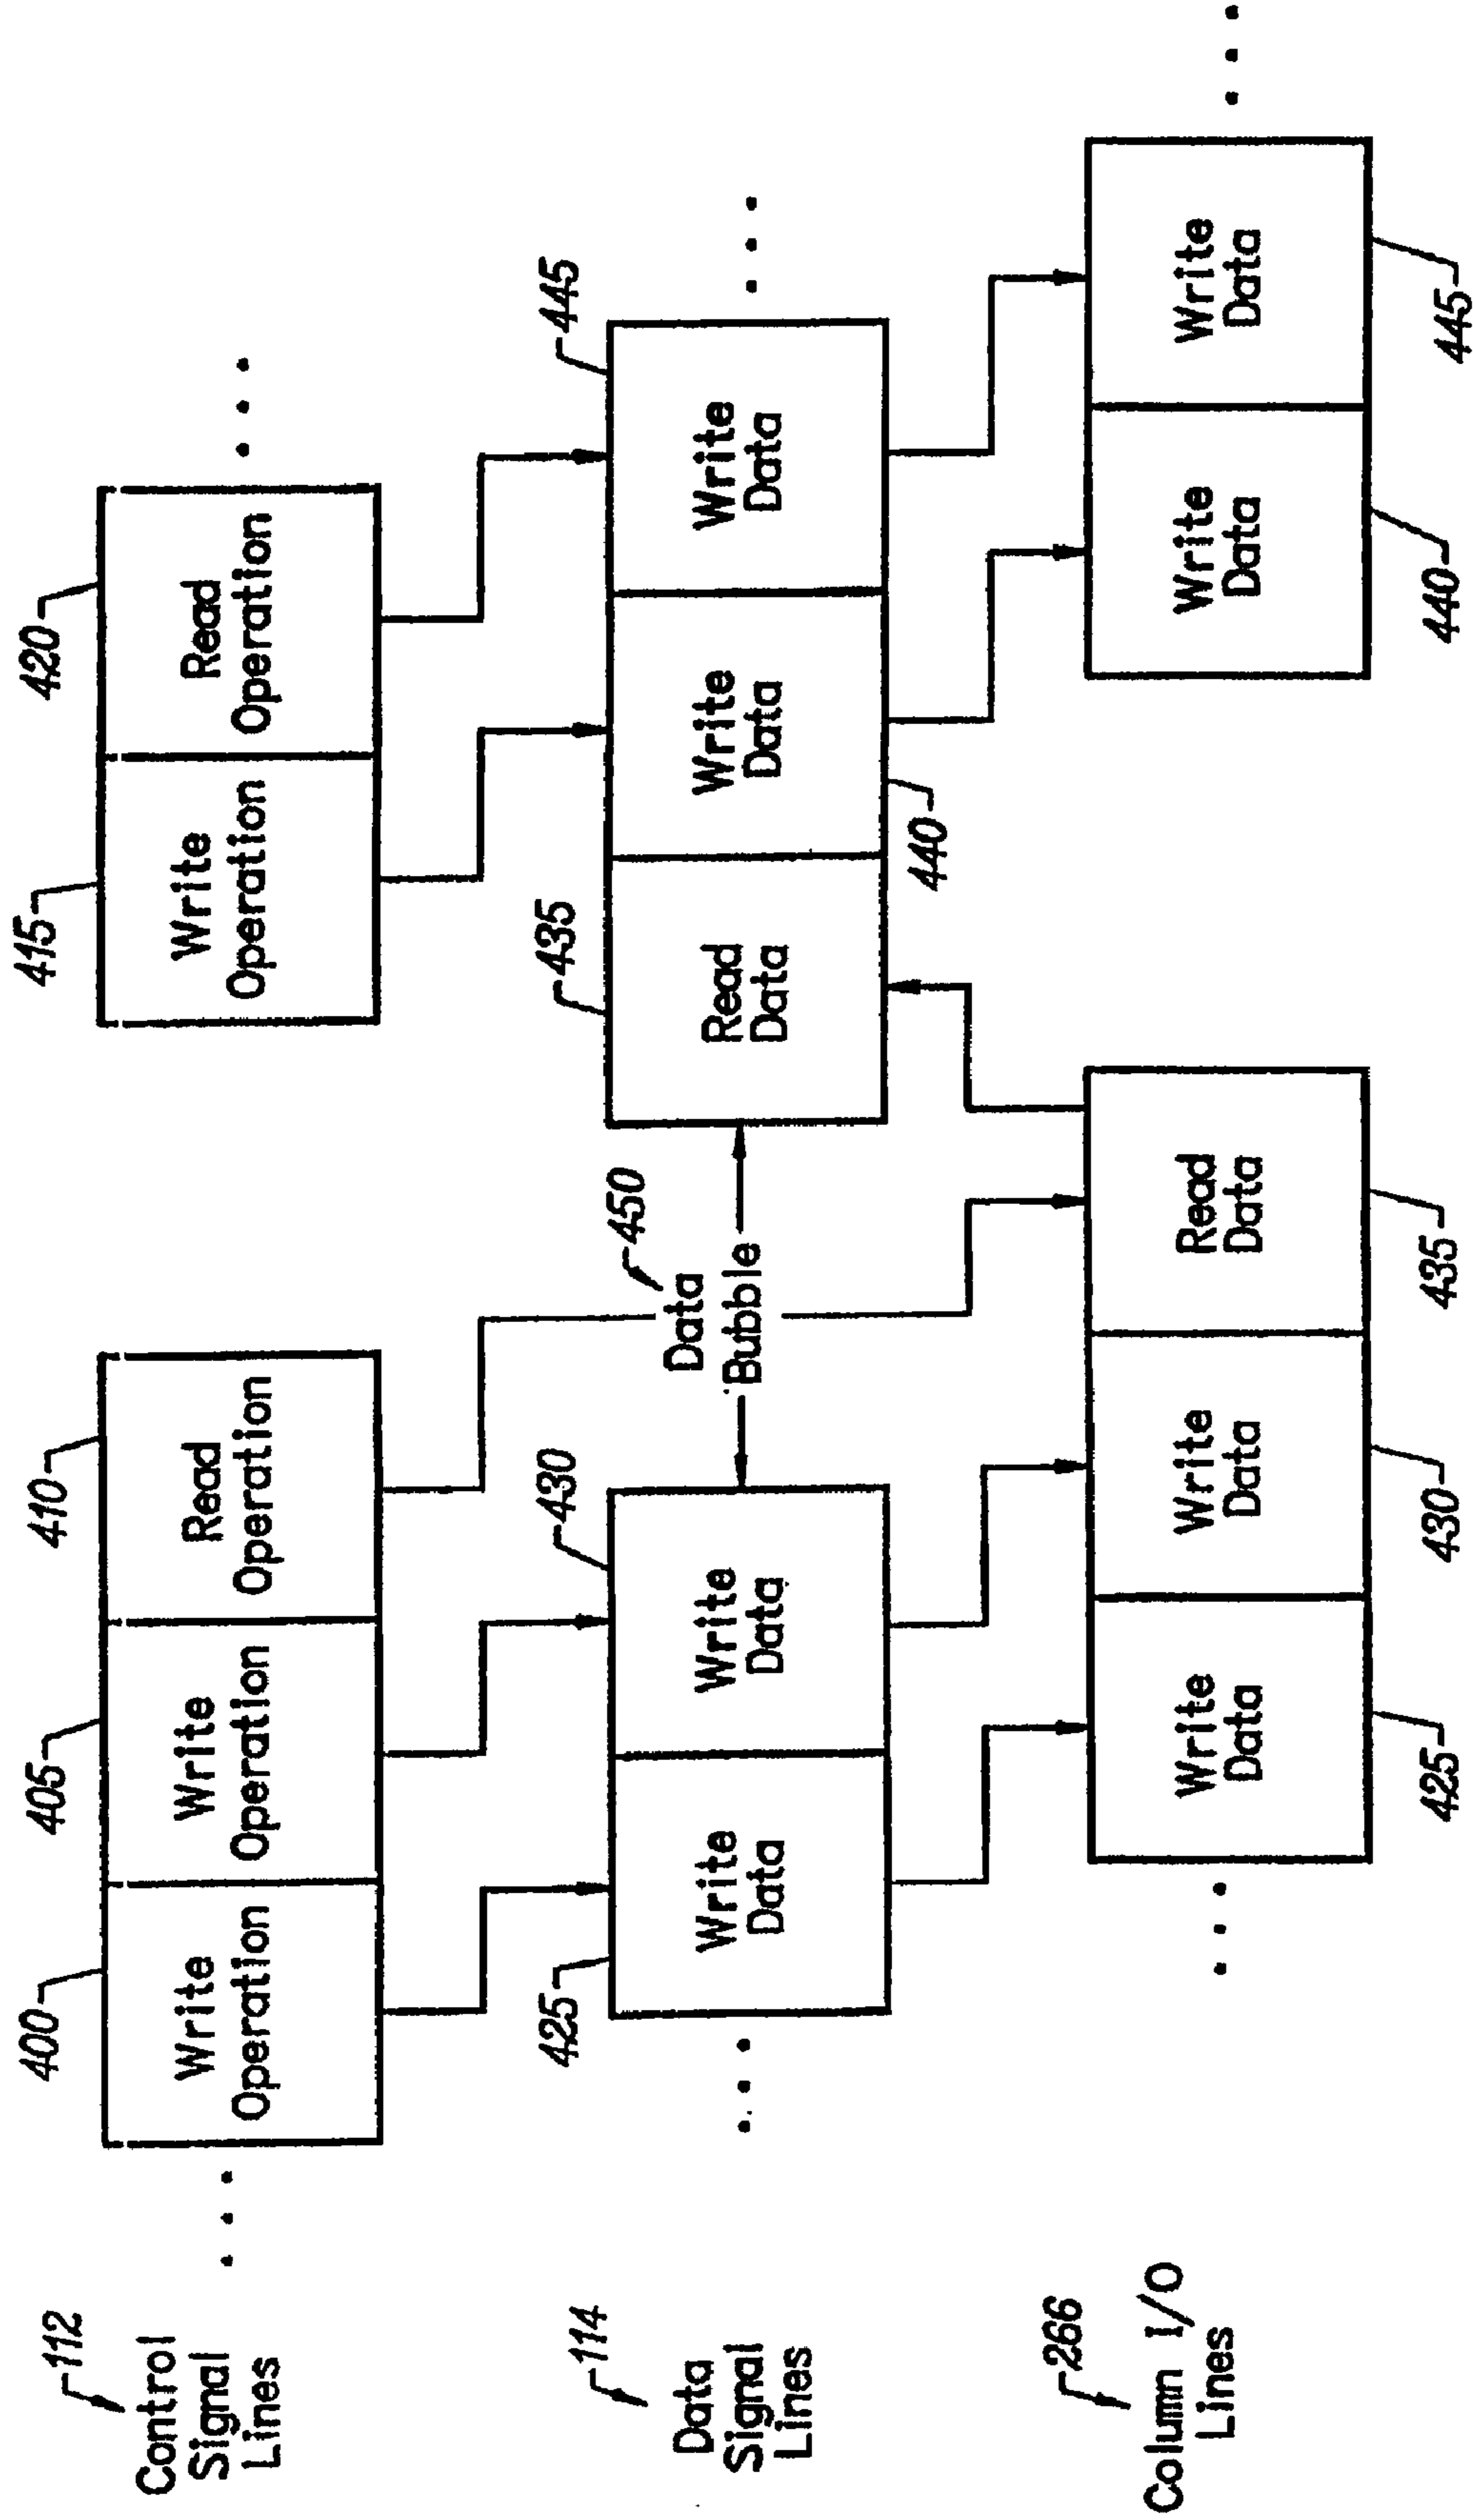 112
Control
Signal
Lines
400
Write
Operation
405
Write
Operation
410
Read
Operation
415
Write
Operation
420
Read
Operation
114
Data
Signal
Lines
425
Write
Data
430
Write
Data
450
Data
Bubble
435
Read
Data
440
Write
Data
445
Write
Data
266
Column I/O
Lines
Write
Data
425
Write
Data
430
Read
Data
435
Write
Data
440
Write
Data
445